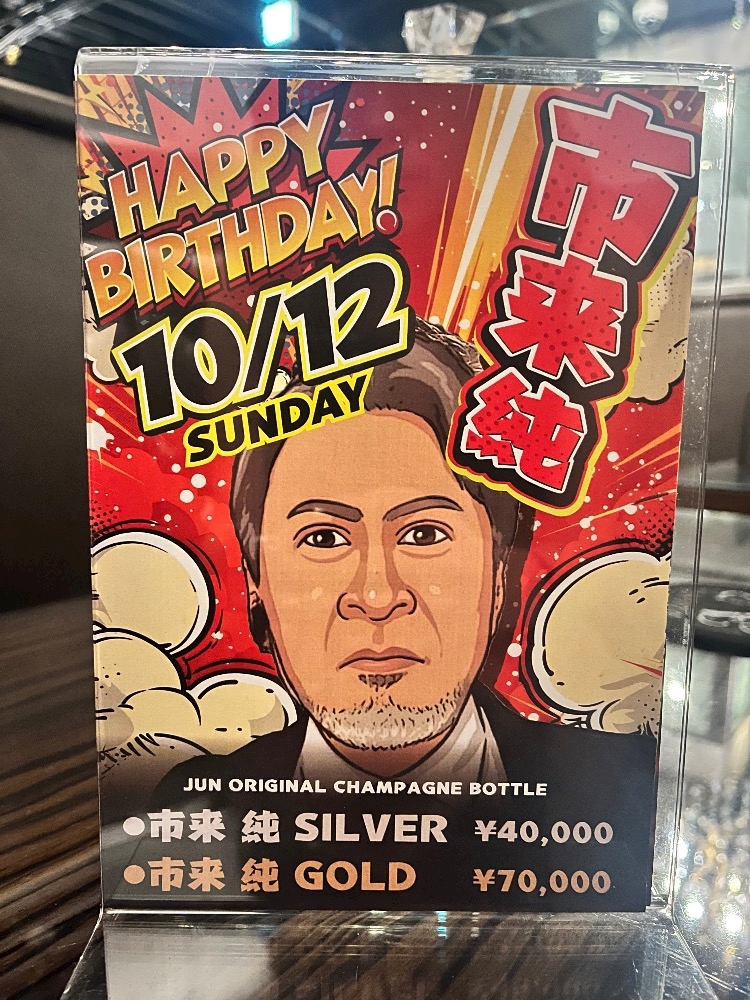 HAPPY
BIRTHDAY!
10/12
SUNDAY
市来純
JUN ORIGINAL CHAMPAGNE BOTTLE
●市来 純 SILVER ¥40,000
●市来 純 GOLD ¥70,000